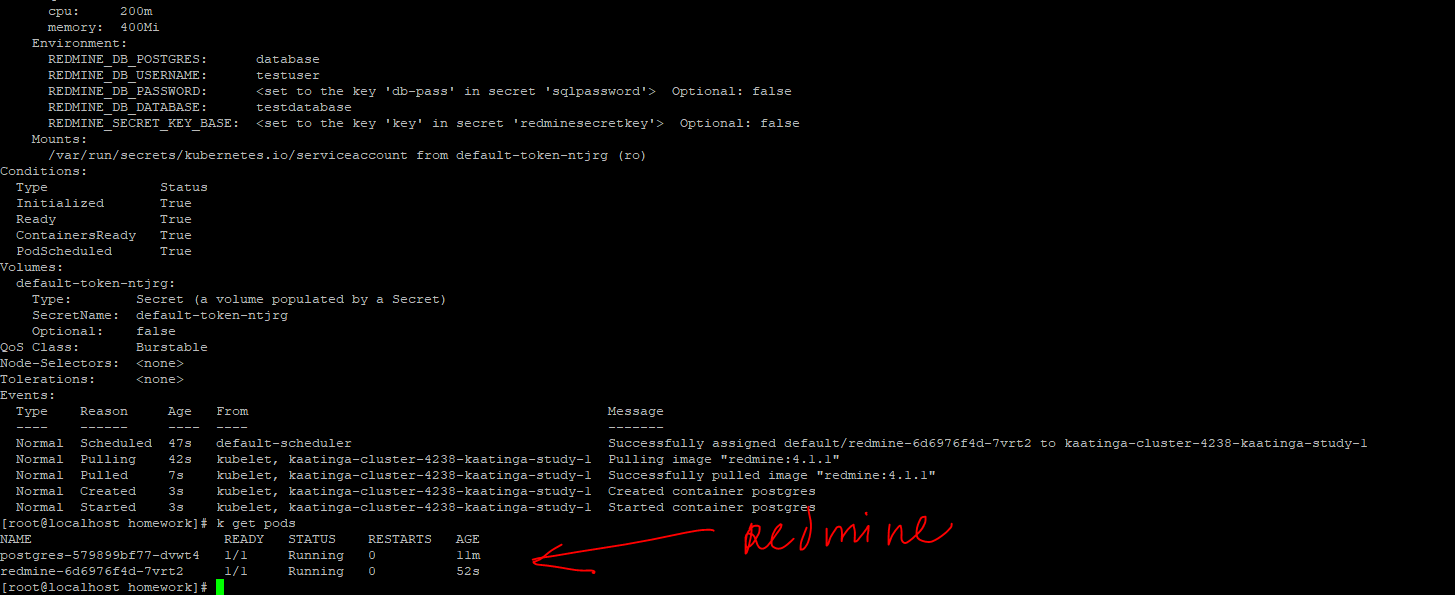 cpu:     200m
memory:  400Mi
Environment:
REDMINE_DB_POSTGRES:      database
REDMINE_DB_USERNAME:      testuser
REDMINE_DB_PASSWORD:      <set to the key 'db-pass' in secret 'sqlpassword'>  Optional: false
REDMINE_DB_DATABASE:      testdatabase
REDMINE_SECRET_KEY_BASE:  <set to the key 'key' in secret 'redminesecretkey'>  Optional: false
Mounts:
/var/run/secrets/kubernetes.io/serviceaccount from default-token-ntjrg (ro)
Conditions:
Type              Status
Initialized       True
Ready             True
ContainersReady   True
PodScheduled      True
Volumes:
default-token-ntjrg:
Type:        Secret (a volume populated by a Secret)
SecretName:  default-token-ntjrg
Optional:    false
QoS Class:       Burstable
Node-Selectors:  <none>
Tolerations:     <none>
Events:
Type    Reason     Age   From                                             Message
----    ------     ----  ----                                             -------
Normal  Scheduled  47s   default-scheduler                                Successfully assigned default/redmine-6d6976f4d-7vrt2 to kaatinga-cluster-4238-kaatinga-study-1
Normal  Pulling    42s   kubelet, kaatinga-cluster-4238-kaatinga-study-1  Pulling image "redmine:4.1.1"
Normal  Pulled     7s    kubelet, kaatinga-cluster-4238-kaatinga-study-1  Successfully pulled image "redmine:4.1.1"
Normal  Created    3s    kubelet, kaatinga-cluster-4238-kaatinga-study-1  Created container postgres
Normal  Started    3s    kubelet, kaatinga-cluster-4238-kaatinga-study-1  Started container postgres
[root@localhost homework]# k get pods
NAME                        READY   STATUS    RESTARTS   AGE
redmine
postgres-579899bf77-dvwt4   1/1     Running   0          11m
redmine-6d6976f4d-7vrt2     1/1     Running   0          52s
[root@localhost homework]#